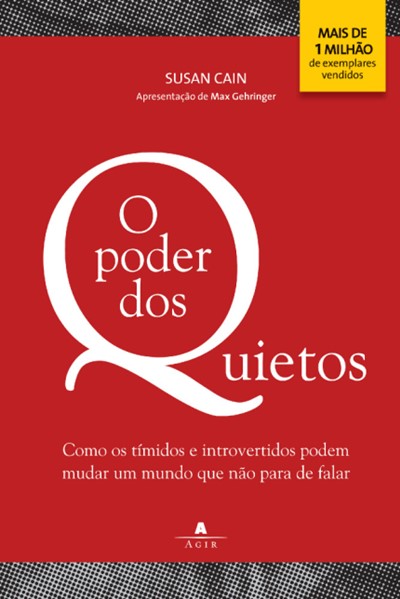 MAIS DE
1 MILHÃO
de exemplares
vendidos
SUSAN CAIN
Apresentação de Max Gehringer
O
poder
dos
Quietos
Como os tímidos e introvertidos podem
mudar um mundo que não para de falar
A
AGIR